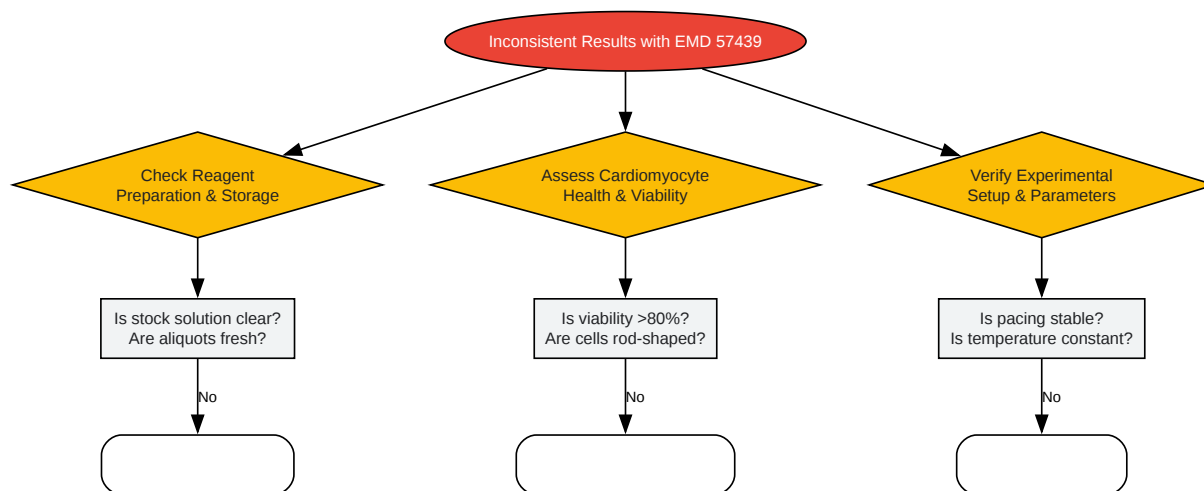 Inconsistent Results with EMD 57439
Check Reagent
Preparation & Storage
Assess Cardiomyocyte
Health & Viability
Verify Experimental
Setup & Parameters
Is stock solution clear?
Are aliquots fresh?
Is viability >80%?
Are cells rod-shaped?
Is pacing stable?
Is temperature constant?
No
No
No